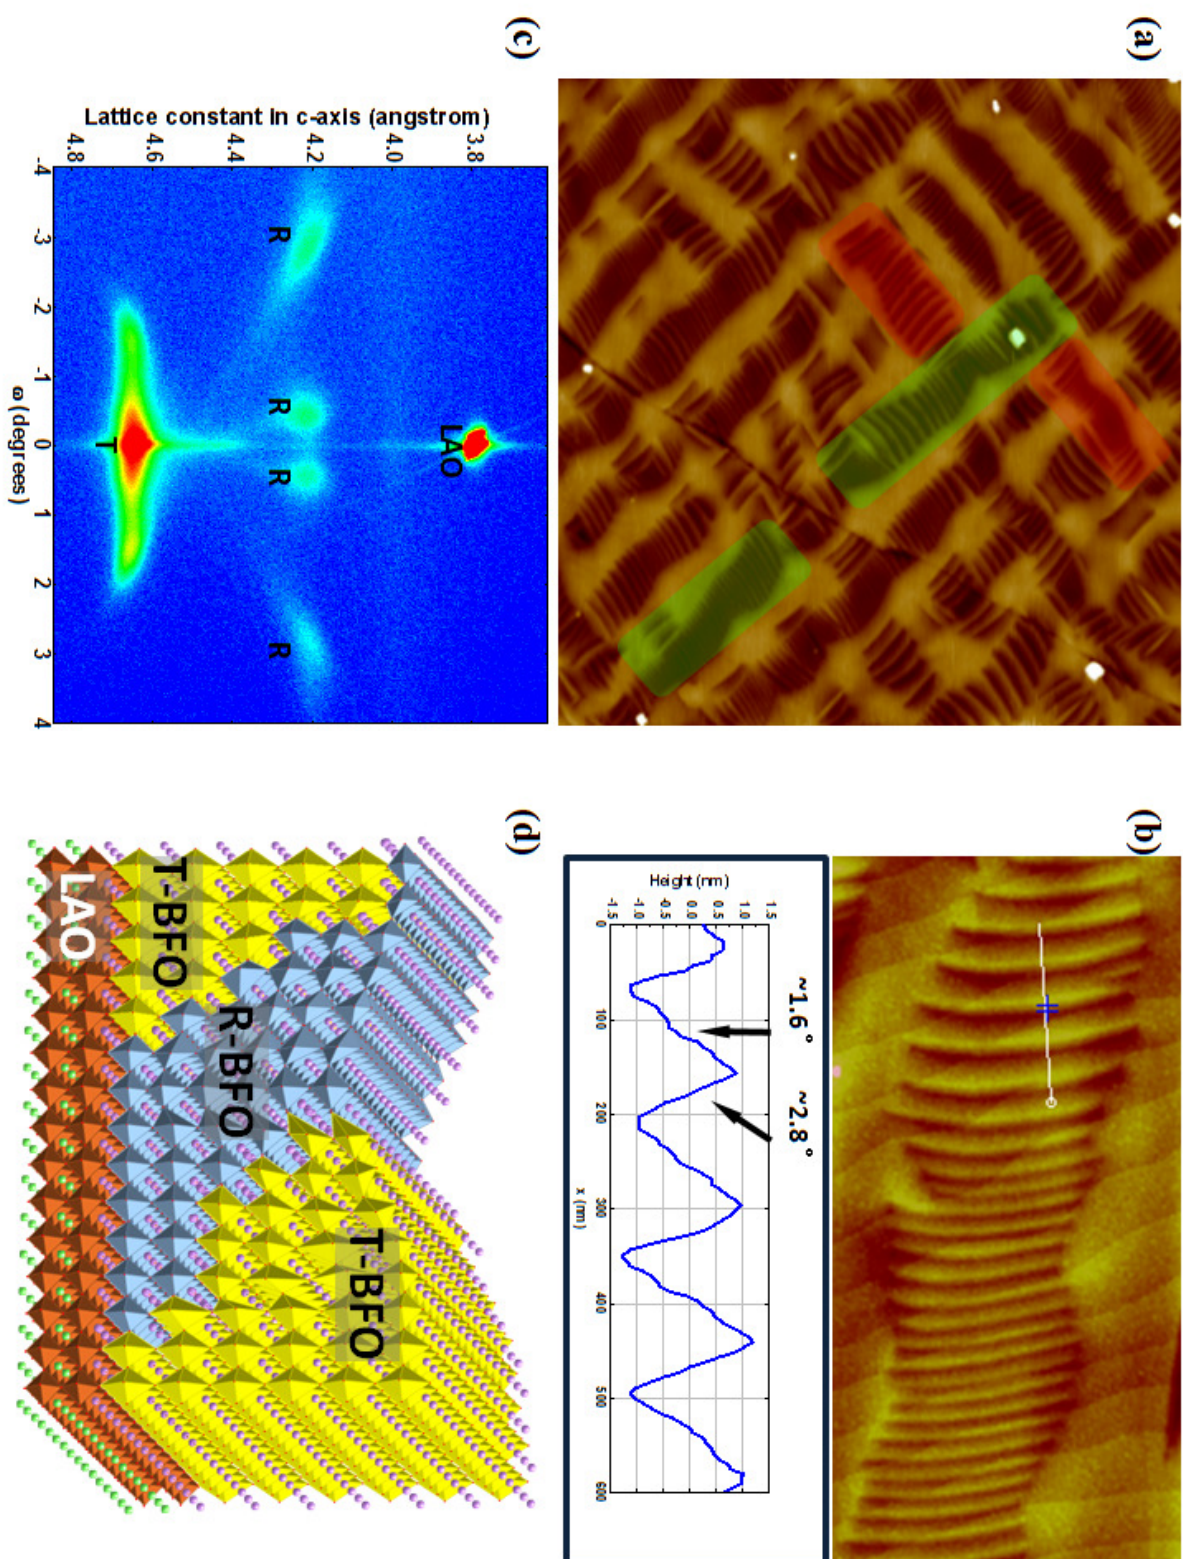 (a)
(b)
~1.6°
~2.8°
Height (nm)
1.5
1.0
0.5
0.0
-0.5
-1.0
-1.5
0
100
200
300
400
500
600
x (nm)
(c)
Lattice constant in c-axis (angstrom)
3.8
4.0
4.2
4.4
4.6
4.8
LAO
R
R
R
R
T
-4
-3
-2
-1
0
1
2
3
4
ω (degrees)
(d)
T-BFO
R-BFO
T-BFO
LAO